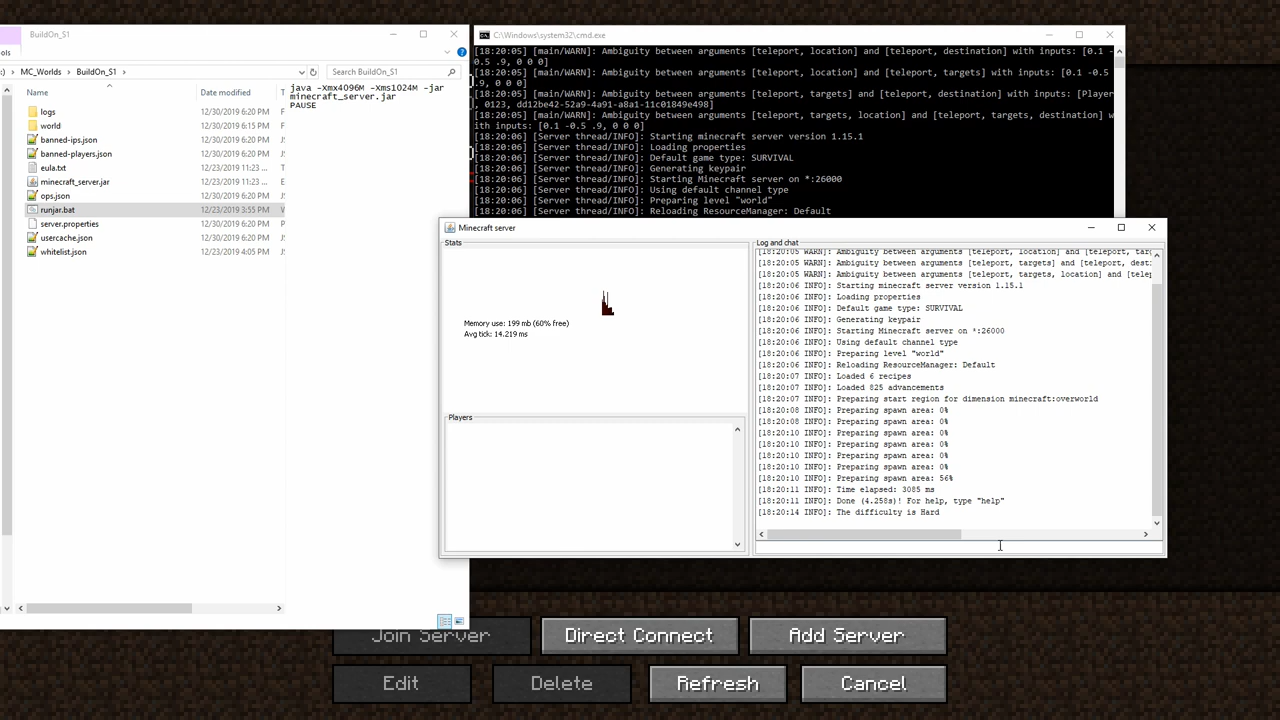 BuildOn_S1
ols
MC_Worlds
BuildOn_S1
Search BuildOn_S1
Name
Date modified
logs
12/30/2019 6:20 PM
world
12/30/2019 6:15 PM
banned-ips.json
12/30/2019 6:20 PM
banned-players.json
12/30/2019 6:20 PM
eula.txt
12/23/2019 11:23 ...
minecraft_server.jar
12/23/2019 11:23 ...
ops.json
12/30/2019 6:20 PM
runjar.bat
12/23/2019 3:55 PM
server.properties
12/30/2019 6:20 PM
usercache.json
12/30/2019 6:20 PM
whitelist.json
12/23/2019 4:05 PM
java -Xmx4096M -Xms1024M -jar
minecraft_server.jar
PAUSE
C:\Windows\system32\cmd.exe
[18:20:05] [main/WARN]: Ambiguity between arguments [teleport, location] and [teleport, destination] with inputs: [0.1 -
0.5 .9, 0 0 0]
[18:20:05] [main/WARN]: Ambiguity between arguments [teleport, location] and [teleport, targets] with inputs: [0.1 -0.5
.9, 0 0 0]
[18:20:05] [main/WARN]: Ambiguity between arguments [teleport, targets] and [teleport, destination] with inputs: [Player
, 0123, dd12be42-52a9-4a91-a8a1-11c01849e498]
[18:20:05] [main/WARN]: Ambiguity between arguments [teleport, targets, location] and [teleport, targets, destination] w
ith inputs: [0.1 -0.5 .9, 0 0 0]
[18:20:06] [Server thread/INFO]: Starting minecraft server version 1.15.1
[18:20:06] [Server thread/INFO]: Loading properties
[18:20:06] [Server thread/INFO]: Default game type: SURVIVAL
[18:20:06] [Server thread/INFO]: Generating keypair
[18:20:06] [Server thread/INFO]: Starting Minecraft server on *:26000
[18:20:06] [Server thread/INFO]: Using default channel type
[18:20:06] [Server thread/INFO]: Preparing level "world"
[18:20:06] [Server thread/INFO]: Reloading ResourceManager: Default
Minecraft server
Stats
Memory use: 199 mb (60% free)
Avg tick: 14.219 ms
Players
Log and chat
[18:20:05 WARN]: Ambiguity between arguments [teleport, location] and [teleport, tar
[18:20:05 WARN]: Ambiguity between arguments [teleport, targets] and [teleport, dest
[18:20:05 WARN]: Ambiguity between arguments [teleport, targets, location] and [tele
[18:20:06 INFO]: Starting minecraft server version 1.15.1
[18:20:06 INFO]: Loading properties
[18:20:06 INFO]: Default game type: SURVIVAL
[18:20:06 INFO]: Generating keypair
[18:20:06 INFO]: Starting Minecraft server on *:26000
[18:20:06 INFO]: Using default channel type
[18:20:06 INFO]: Preparing level "world"
[18:20:06 INFO]: Reloading ResourceManager: Default
[18:20:07 INFO]: Loaded 6 recipes
[18:20:07 INFO]: Loaded 825 advancements
[18:20:07 INFO]: Preparing start region for dimension minecraft:overworld
[18:20:08 INFO]: Preparing spawn area: 0%
[18:20:08 INFO]: Preparing spawn area: 0%
[18:20:10 INFO]: Preparing spawn area: 0%
[18:20:10 INFO]: Preparing spawn area: 0%
[18:20:10 INFO]: Preparing spawn area: 0%
[18:20:10 INFO]: Preparing spawn area: 0%
[18:20:10 INFO]: Preparing spawn area: 56%
[18:20:11 INFO]: Time elapsed: 3085 ms
[18:20:11 INFO]: Done (4.258s)! For help, type "help"
[18:20:14 INFO]: The difficulty is Hard
Join Server
Direct Connect
Add Server
Edit
Delete
Refresh
Cancel